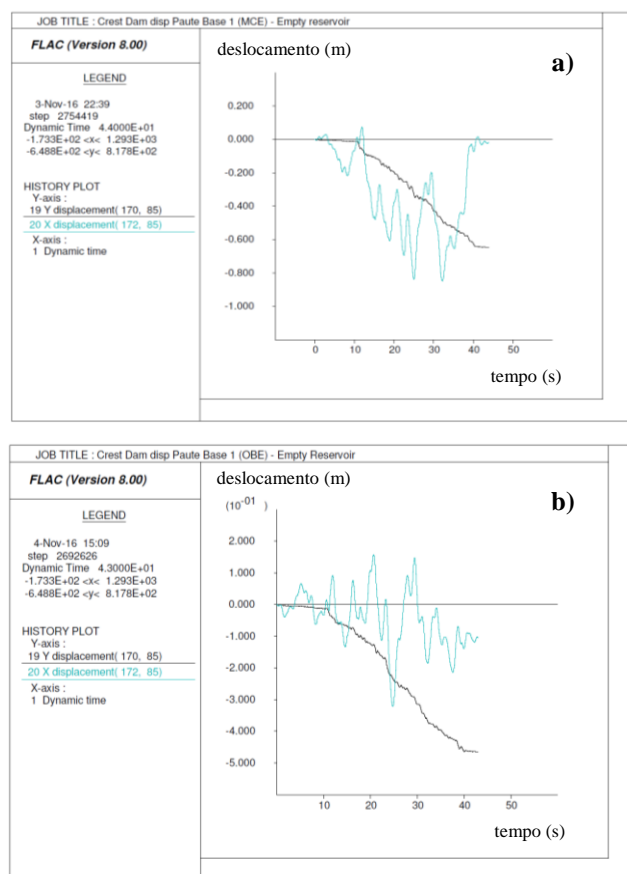 JOB TITLE : Crest Dam disp Paute Base 1 (MCE) - Empty reservoir
FLAC (Version 8.00)
LEGEND
3-Nov-16 22:39
step 2754419
Dynamic Time 4.4000E+01
-1.733E+02 <x< 1.293E+03
-6.488E+02 <y< 8.178E+02
HISTORY PLOT
Y-axis :
19 Y displacement( 170, 85)
20 X displacement( 172, 85)
X-axis :
1 Dynamic time
deslocamento (m)
a)
0.200
0.000
-0.200
-0.400
-0.600
-0.800
-1.000
0 10 20 30 40 50
tempo (s)
JOB TITLE : Crest Dam disp Paute Base 1 (OBE) - Empty Reservoir
FLAC (Version 8.00)
LEGEND
4-Nov-16 15:09
step 2692626
Dynamic Time 4.3000E+01
-1.733E+02 <x< 1.293E+03
-6.488E+02 <y< 8.178E+02
HISTORY PLOT
Y-axis :
19 Y displacement( 170, 85)
20 X displacement( 172, 85)
X-axis :
1 Dynamic time
deslocamento (m)
(10 -01 )
b)
2.000
1.000
0.000
-1.000
-2.000
-3.000
-4.000
-5.000
10 20 30 40 50
tempo (s)